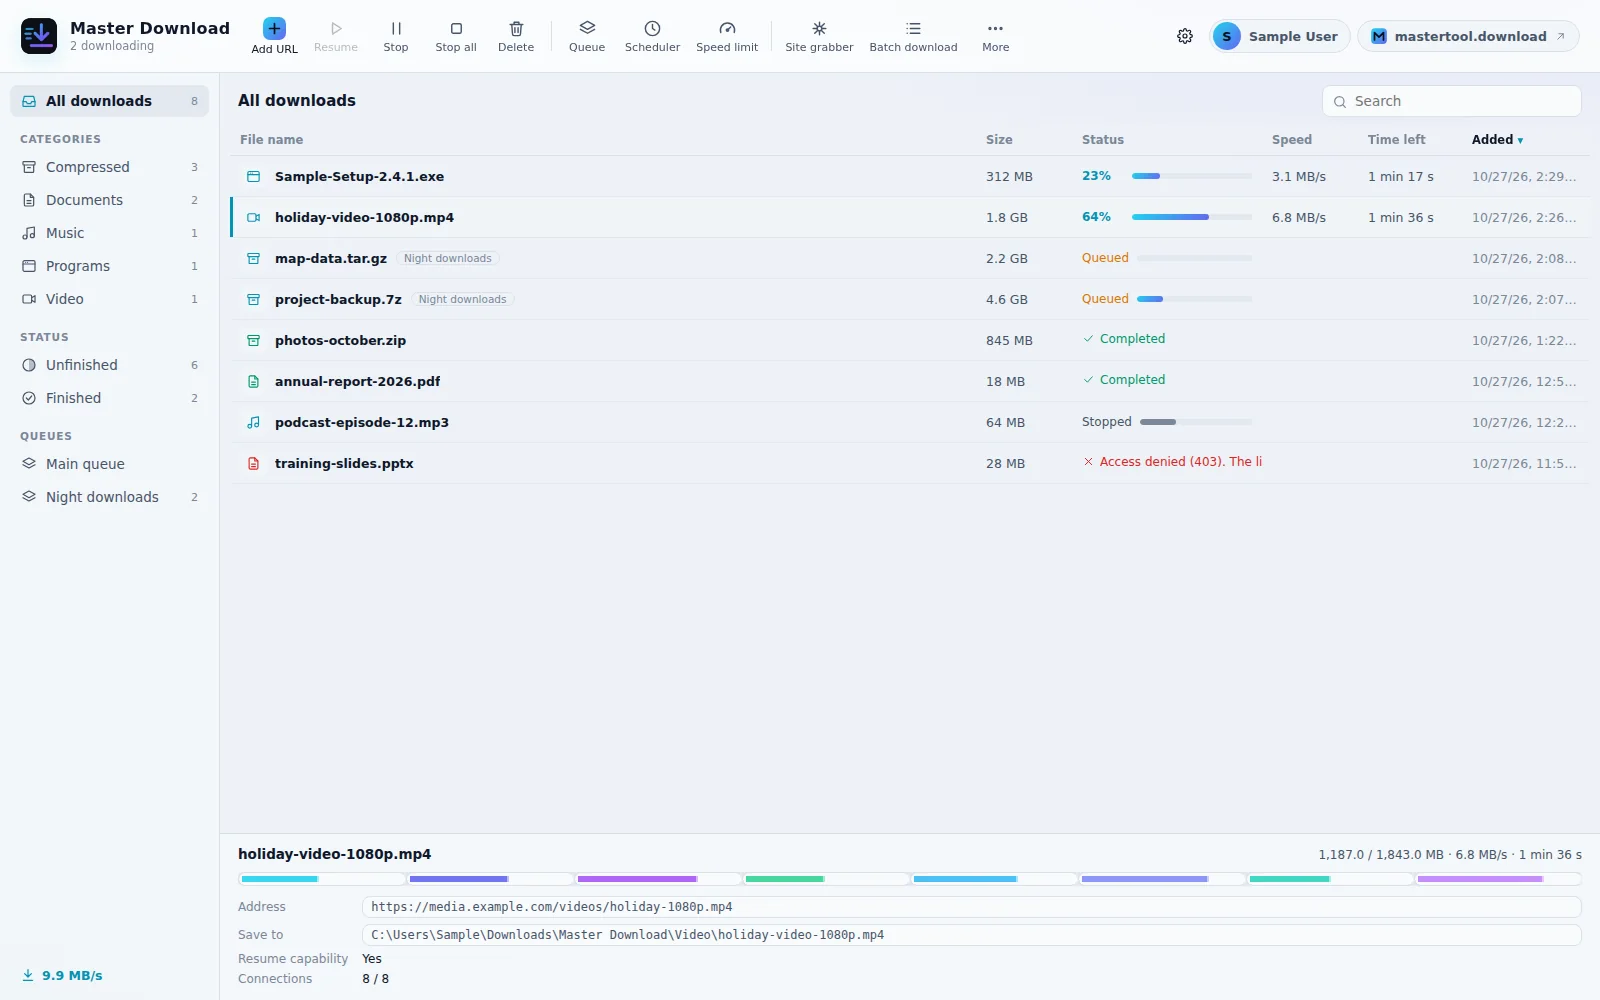 Master Download
2 downloading
Add URL
Resume
Stop
Stop all
Delete
Queue
Scheduler
Speed limit
Site grabber
Batch download
More
S
Sample User
mastertool.download
All downloads 8
CATEGORIES
Compressed 3
Documents 2
Music 1
Programs 1
Video 1
STATUS
Unfinished 6
Finished 2
QUEUES
Main queue
Night downloads 2
9.9 MB/s
All downloads
Search
File name Size Status Speed Time left Added ▾
Sample-Setup-2.4.1.exe 312 MB 23% 3.1 MB/s 1 min 17 s 10/27/26, 2:29...
holiday-video-1080p.mp4 1.8 GB 64% 6.8 MB/s 1 min 36 s 10/27/26, 2:26...
map-data.tar.gz Night downloads 2.2 GB Queued 10/27/26, 2:08...
project-backup.7z Night downloads 4.6 GB Queued 10/27/26, 2:07...
photos-october.zip 845 MB Completed 10/27/26, 1:22...
annual-report-2026.pdf 18 MB Completed 10/27/26, 12:5...
podcast-episode-12.mp3 64 MB Stopped 10/27/26, 12:2...
training-slides.pptx 28 MB Access denied (403). The li 10/27/26, 11:5...
holiday-video-1080p.mp4 1,187.0 / 1,843.0 MB · 6.8 MB/s · 1 min 36 s
Address https://media.example.com/videos/holiday-1080p.mp4
Save to C:\Users\Sample\Downloads\Master Download\Video\holiday-video-1080p.mp4
Resume capability Yes
Connections 8 / 8